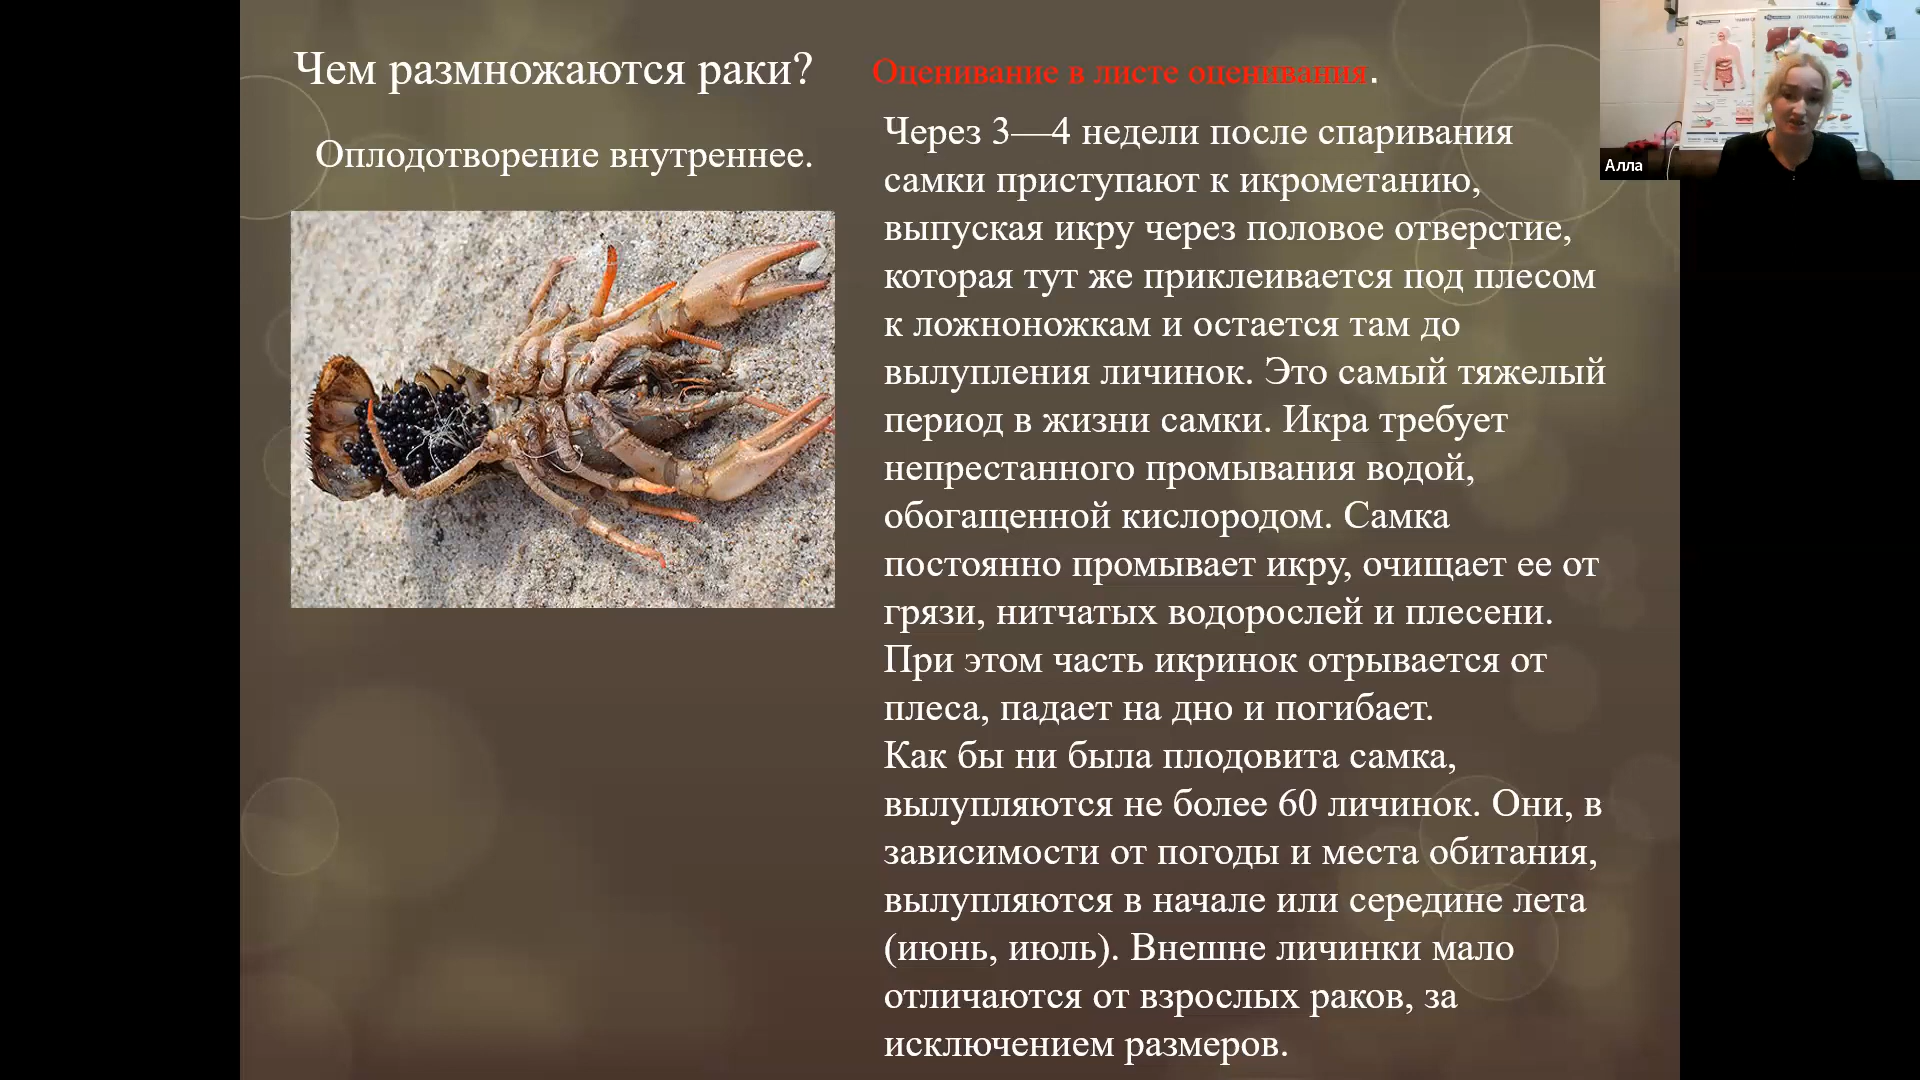 Чем размножаются раки?
Оплодотворение внутреннее.
Оценивание в листе оценивания.
Через 3—4 недели после спаривания
самки приступают к икрометанию,
выпуская икру через половое отверстие,
которая тут же приклеивается под плесом
к ложноножкам и остается там до
вылупления личинок. Это самый тяжелый
период в жизни самки. Икра требует
непрестанного промывания водой,
обогащенной кислородом. Самка
постоянно промывает икру, очищает ее от
грязи, нитчатых водорослей и плесени.
При этом часть икринок отрывается от
плеса, падает на дно и погибает.
Как бы ни была плодовита самка,
вылупляются не более 60 личинок. Они, в
зависимости от погоды и места обитания,
вылупляются в начале или середине лета
(июнь, июль). Внешне личинки мало
отличаются от взрослых раков, за
исключением размеров.
Алла